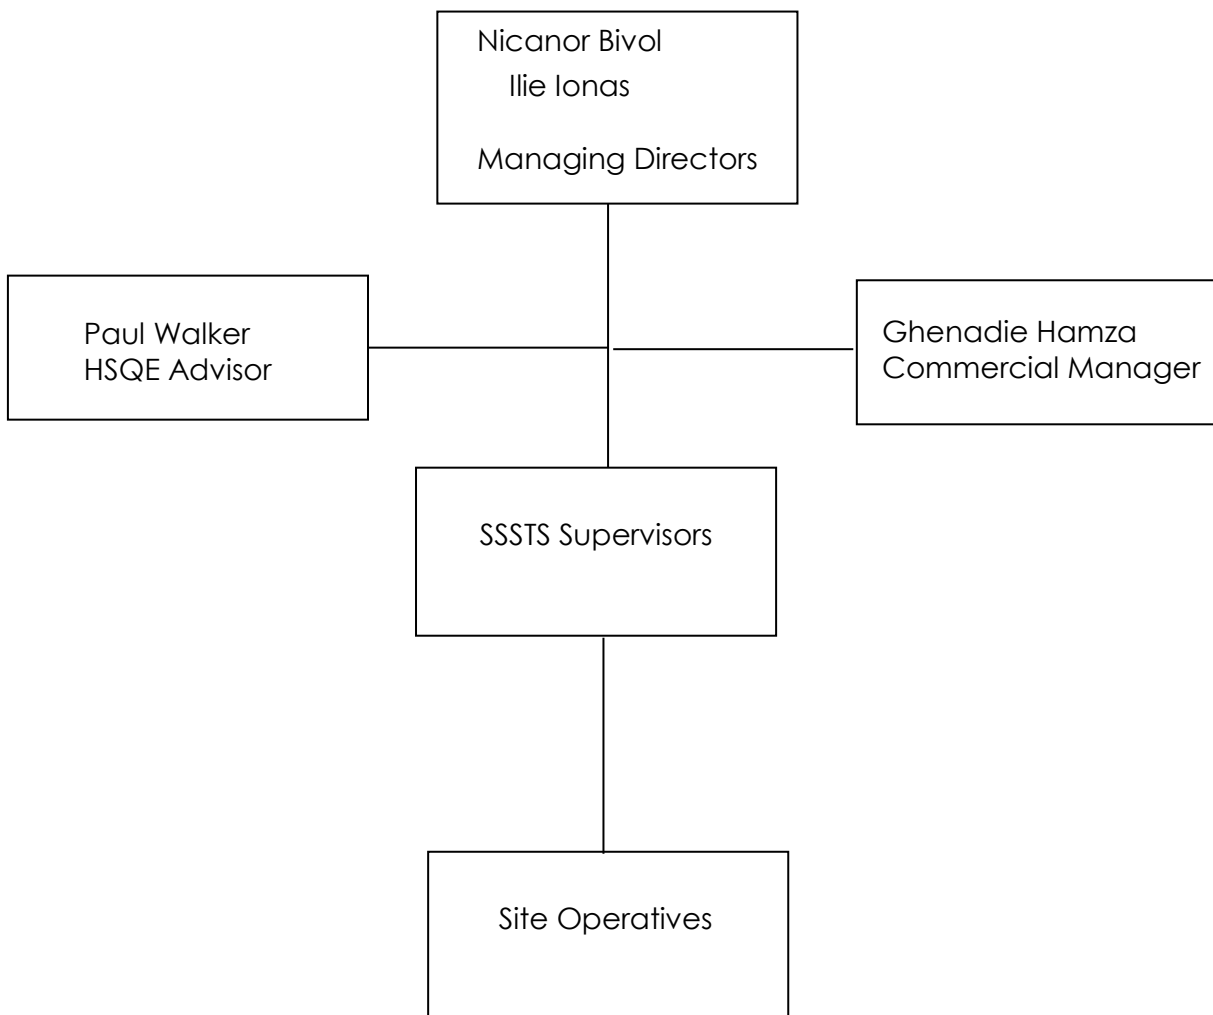 Nicanor Bivol
Ilie Ionas
Managing Directors
Paul Walker
HSQE Advisor
Ghenadie Hamza
Commercial Manager
SSSTS Supervisors
Site Operatives